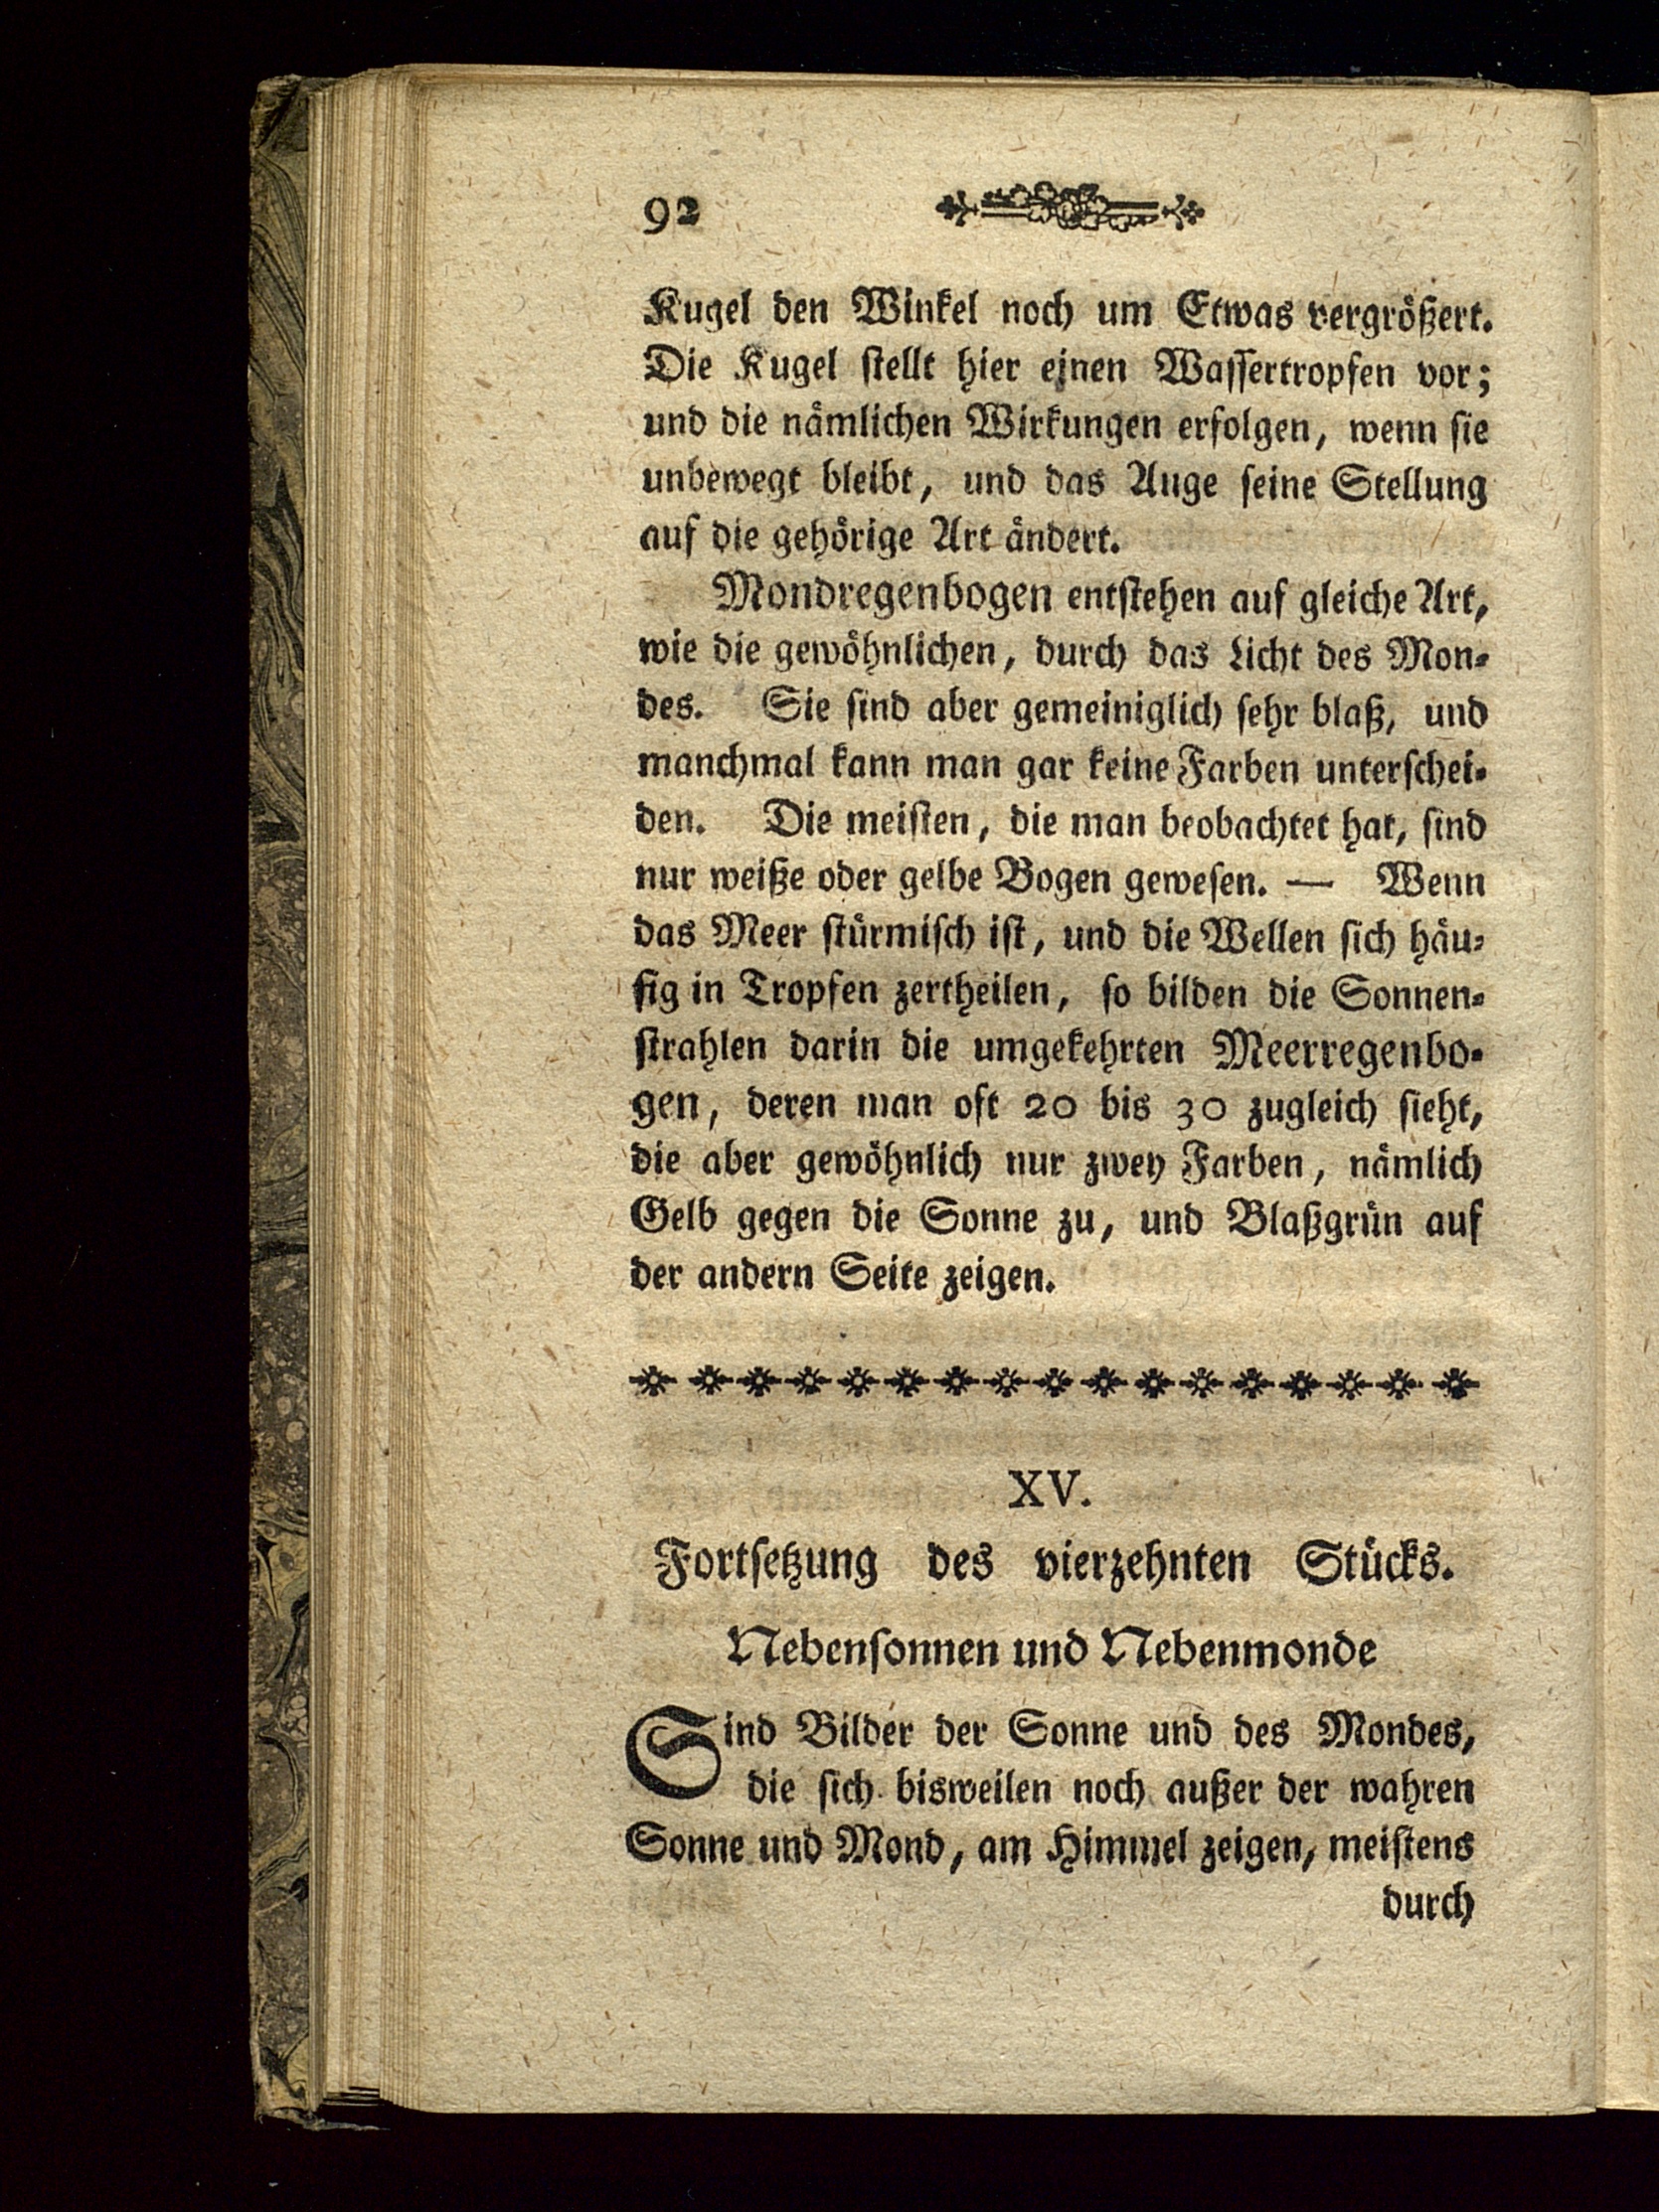 92
Kugel den Winkel noch um Etwas vergrößert.
Die Kugel ſtellt hier einen Waſſertropfen vor;
und die nämlichen Wirkungen erfolgen, wenn ſie
unbewegt bleibt, und das Auge ſeine Stellung
auf die gehörige Art ändert.
Mondregenbogen entſtehen auf gleiche Art,
wie die gewöhnlichen, durch das Licht des Mon-
des. Sie ſind aber gemeiniglich ſehr blaß, und
manchmal kann man gar keine Farben unterſchei-
den. Die meiſten, die man beobachtet hat, ſind
nur weiße oder gelbe Bogen geweſen. — Wenn
das Meer ſtürmiſch iſt, und die Wellen ſich häu-
fig in Tropfen zertheilen, ſo bilden die Sonnen-
ſtrahlen darin die umgekehrten Meerregenbo-
gen, deren man oft 20 bis 30 zugleich ſieht,
die aber gewöhnlich nur zwey Farben, nämlich
Gelb gegen die Sonne zu, und Blaßgrün auf
der andern Seite zeigen.
XV.
Fortſetzung des vierzehnten Stücks.
Nebenſonnen und Nebenmonde
Sind Bilder der Sonne und des Mondes,
die ſich bisweilen noch außer der wahren
Sonne und Mond, am Himmel zeigen, meiſtens
durch